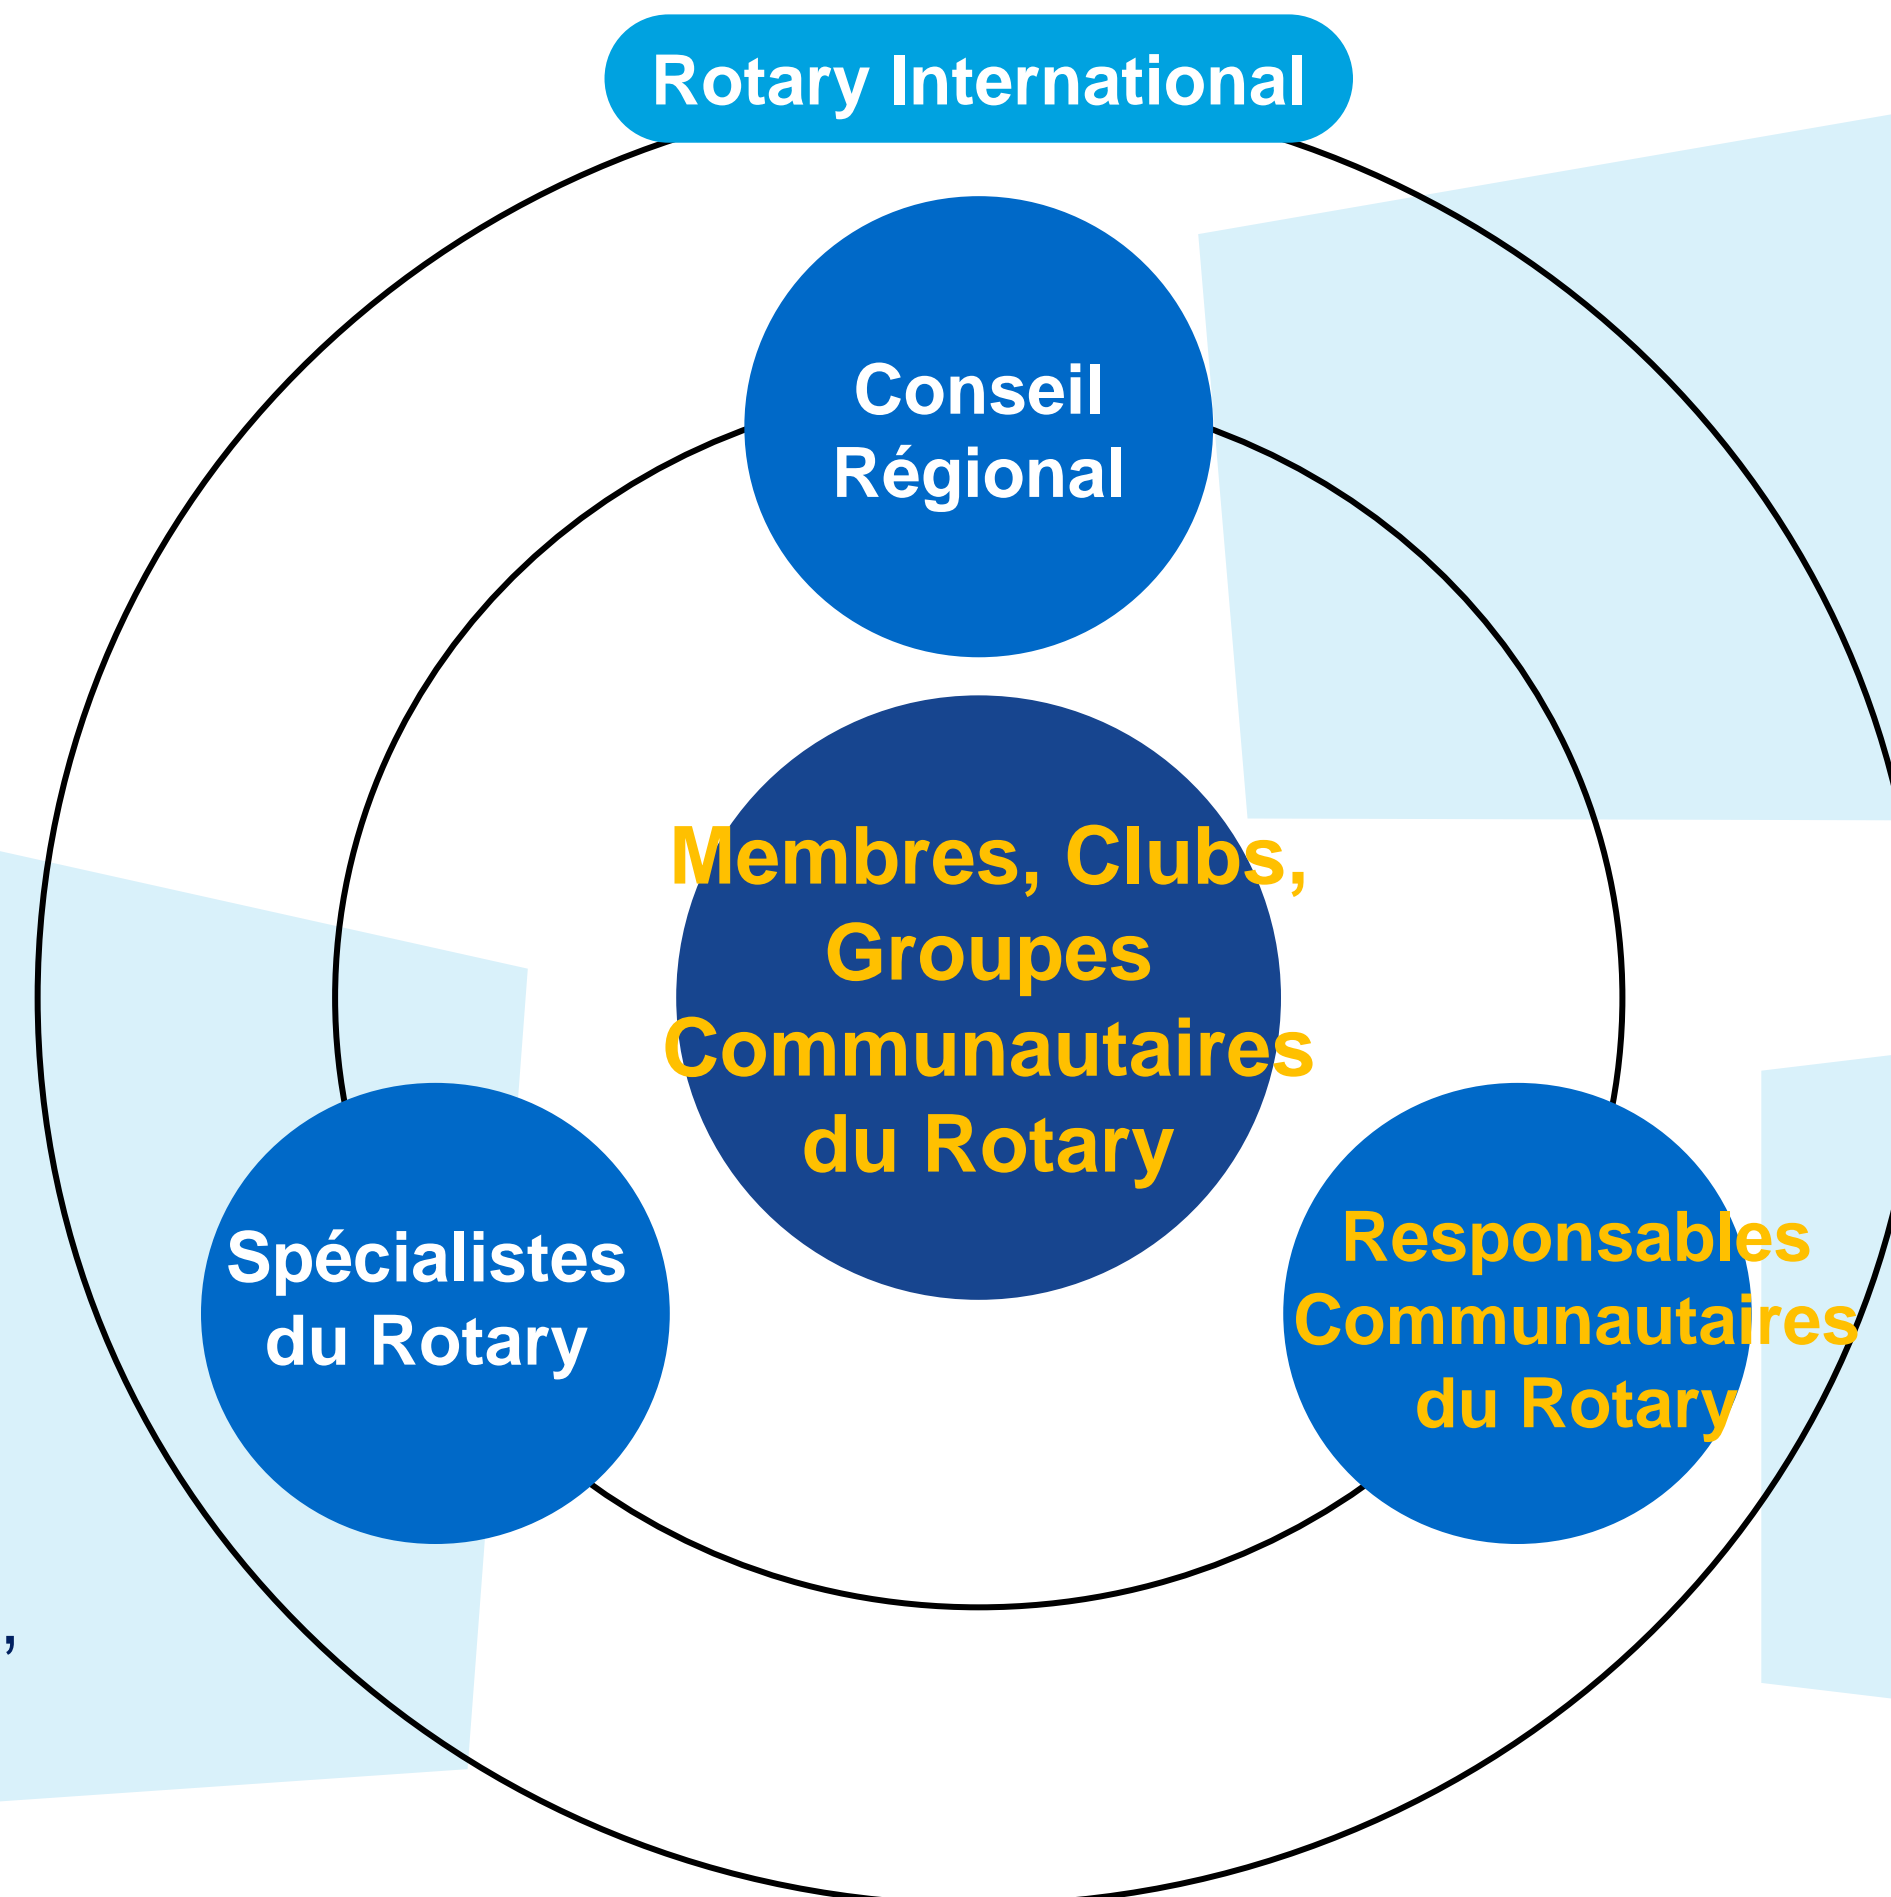 Rotary International
Conseil
Régional
Membres, Clubs,
Groupes
Communautaires
du Rotary
Spécialistes
du Rotary
Responsables
Communautaires
du Rotary
,